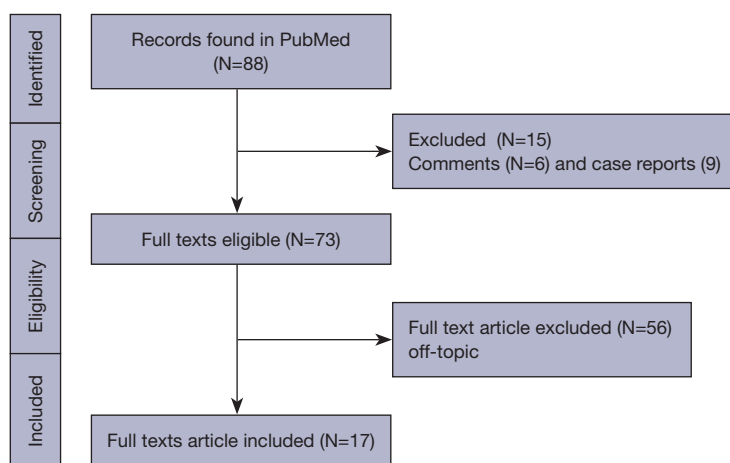 Identified
Records found in PubMed
(N=88)
Screening
Excluded  (N=15)
Comments (N=6) and case reports (9)
Full texts eligible (N=73)
Eligibility
Full text article excluded (N=56)
off-topic
Included
Full texts article included (N=17)